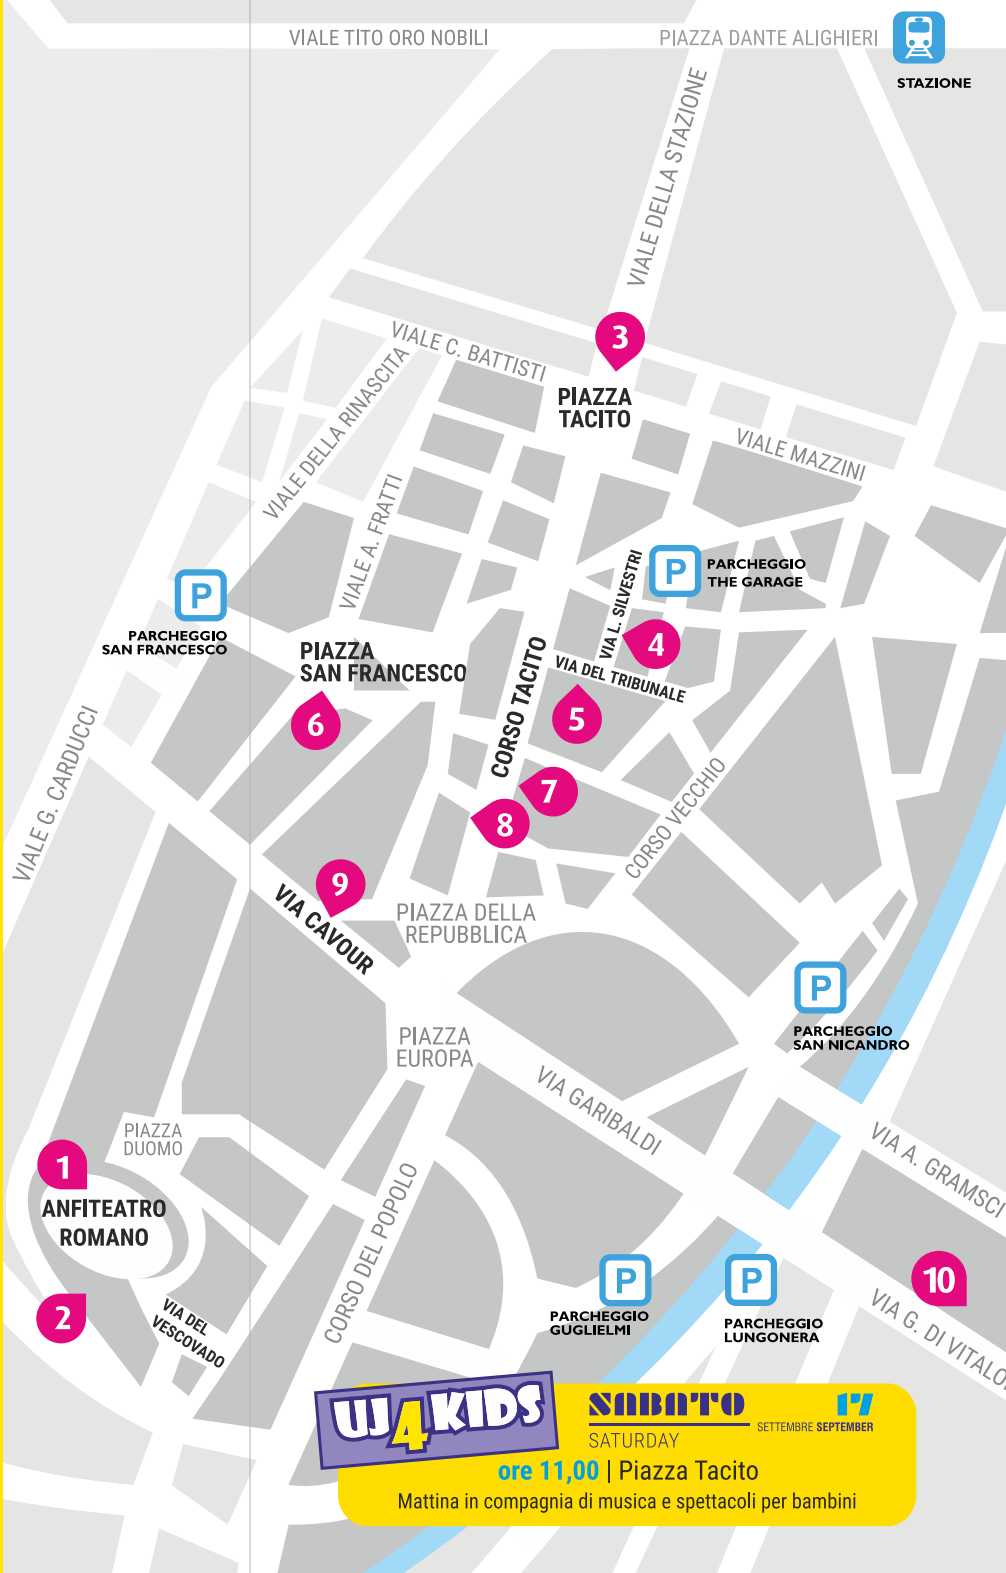 VIALE TITO ORO NOBILI
PIAZZA DANTE ALIGHIERI
STAZIONE
VIALE DELLA STAZIONE
3
VIALE C. BATTISTI
PIAZZA
TACITO
VIALE DELLA RINASCITA
VIALE MAZZINI
VIALE A. FRATTI
P
PARCHEGGIO
THE GARAGE
VIA L. SILVESTRI
P
PARCHEGGIO
SAN FRANCESCO
4
PIAZZA
SAN FRANCESCO
VIA DEL TRIBUNALE
CORSO TACITO
5
6
VIALE G. CARDUCCI
7
8
CORSO VECCHIO
9
VIA CAVOUR
PIAZZA DELLA
REPUBBLICA
P
PARCHEGGIO
SAN NICANDRO
PIAZZA
EUROPA
VIA GARIBALDI
PIAZZA
DUOMO
VIA A. GRAMSCI
1
ANFITEATRO
ROMANO
CORSO DEL POPOLO
P
PARCHEGGIO
GUGLIELMI
P
PARCHEGGIO
LUNGONERA
10
2
VIA DEL
VESCOVADO
VIA G. DI VITALO
UJ4KIDS
SABATO
SATURDAY
17
SETTEMBRE SEPTEMBER
ore 11,00 | Piazza Tacito
Mattina in compagnia di musica e spettacoli per bambini